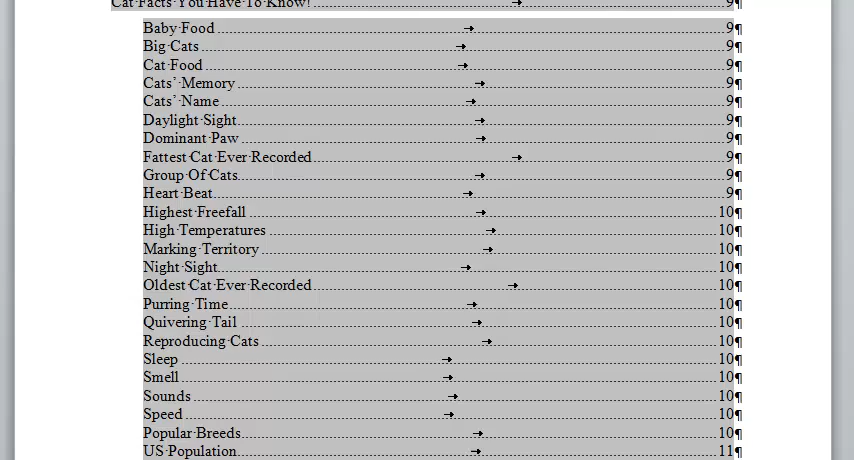 Cat Facts You Have To Know! → 9¶
Baby Food → 9¶
Big Cats → 9¶
Cat Food → 9¶
Cats’ Memory → 9¶
Cats’ Name → 9¶
Daylight Sight → 9¶
Dominant Paw → 9¶
Fattest Cat Ever Recorded → 9¶
Group Of Cats → 9¶
Heart Beat → 9¶
Highest Freefall → 10¶
High Temperatures → 10¶
Marking Territory → 10¶
Night Sight → 10¶
Oldest Cat Ever Recorded → 10¶
Purring Time → 10¶
Quivering Tail → 10¶
Reproducing Cats → 10¶
Sleep → 10¶
Smell → 10¶
Sounds → 10¶
Speed → 10¶
Popular Breeds → 10¶
US Population → 11¶